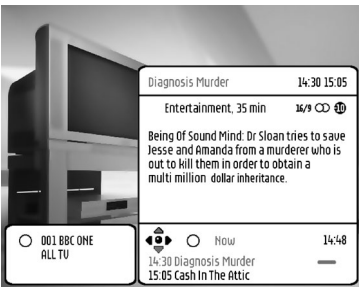 Diagnosis Murder 14:30 15:05
Entertainment, 35 min 16/9
Being Of Sound Mind: Dr Sloan tries to save
Jesse and Amanda from a murderer who is
out to kill them in order to obtain a
multi million dollar inheritance.
001 BBC ONE
ALL TV
Now 14:48
14:30 Diagnosis Murder
15:05 Cash In The Attic